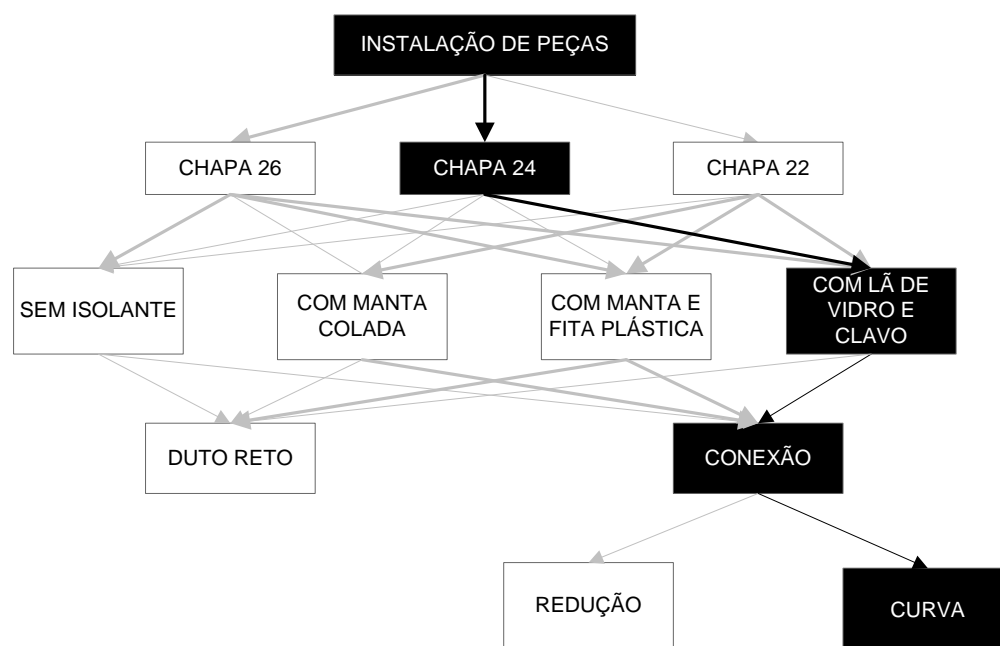 INSTALAÇÃO DE PEÇAS
CHAPA 26
CHAPA 24
CHAPA 22
SEM ISOLANTE
COM MANTA
COLADA
COM MANTA E
FITA PLÁSTICA
COM LÃ DE
VIDRO E
CLAVO
DUTO RETO
CONEXÃO
REDUÇÃO
CURVA